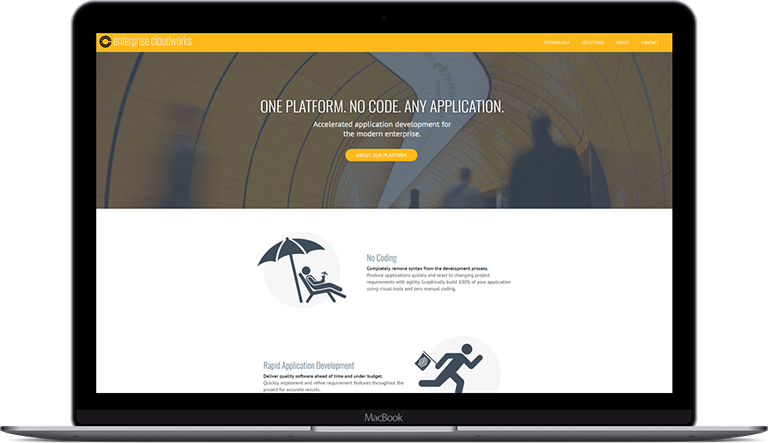 enterprise cloudworks
TECHNOLOGY SOLUTIONS ABOUT CONTACT
ONE PLATFORM. NO CODE. ANY APPLICATION.
Accelerated application development for
the modern enterprise.
ABOUT OUR PLATFORM
No Coding
Completely remove syntax from the development process.
Produce applications quickly and react to changing project
requirements with agility. Graphically build 100% of your application
using visual tools and zero manual coding.
Rapid Application Development
Deliver quality software ahead of time and under budget.
Quickly implement and refine requirement features throughout the
project for accurate results.
MacBook